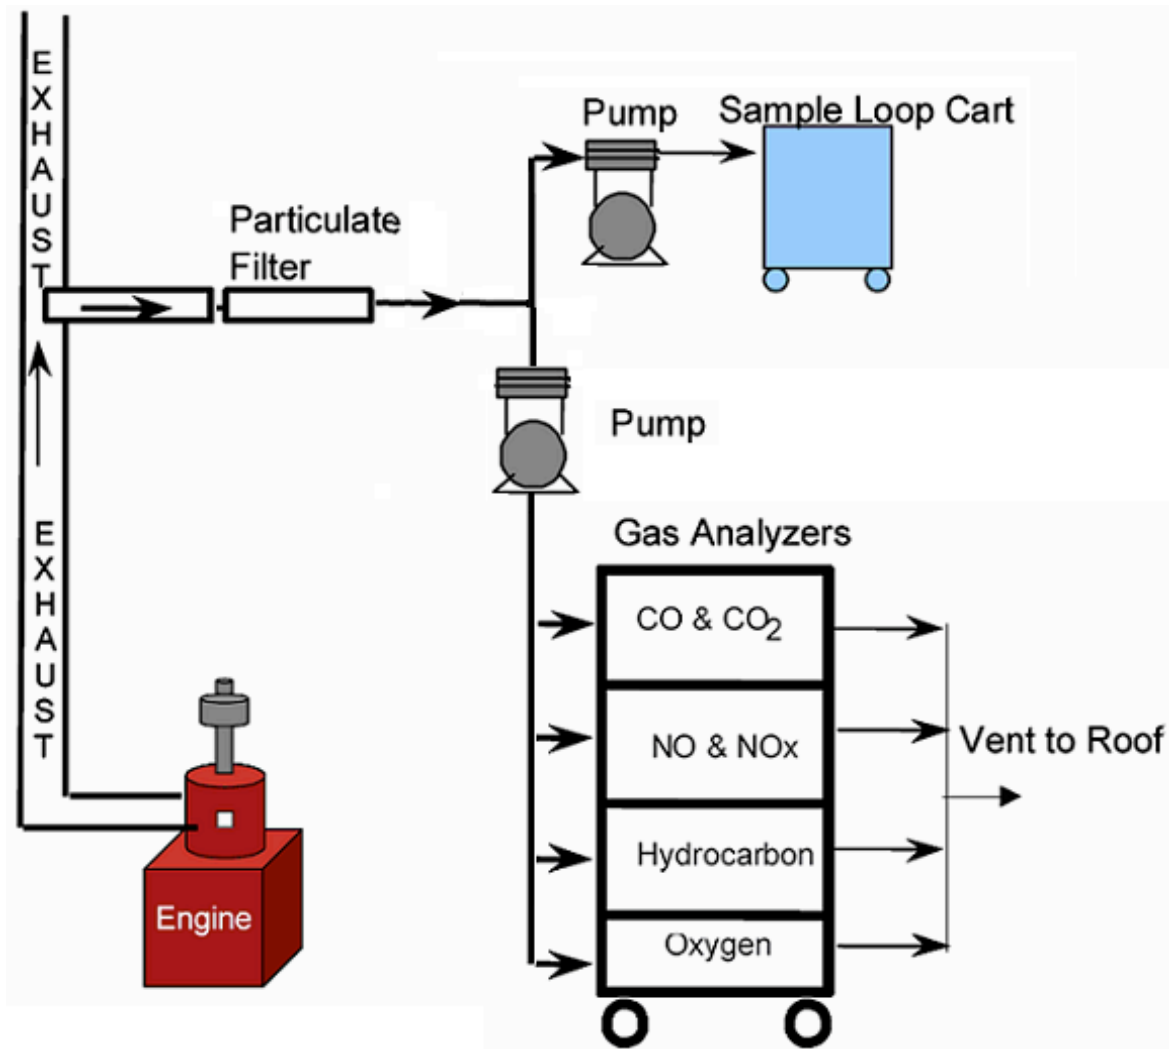 EXHAUST
Pump
Sample Loop Cart
Particulate
Filter
Pump
EXHAUST
Gas Analyzers
CO & CO2
NO & NOx
Vent to Roof
Hydrocarbon
Engine
Oxygen